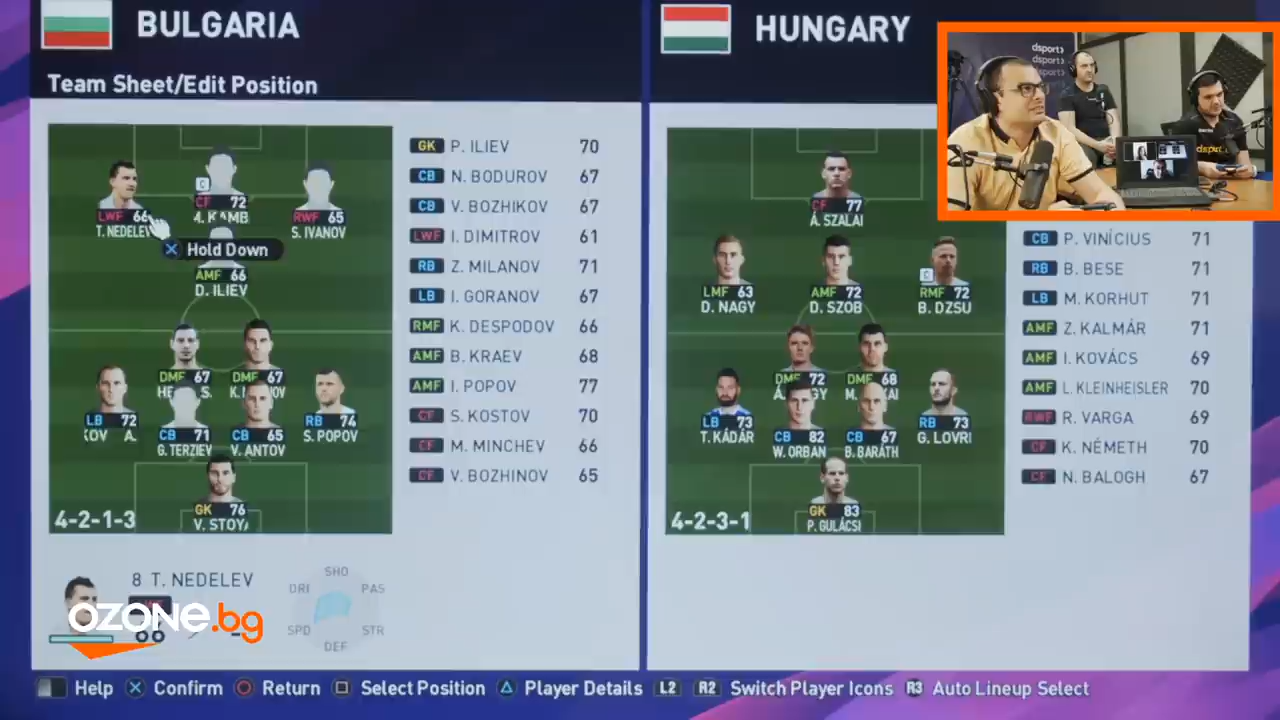 BULGARIA
Team Sheet/Edit Position
LWF 66
T. NEDELEV
C
CF 72
RWF 65
S. IVANOV
Hold Down
AMF 66
D. ILIEV
DMF 67
DMF 67
LB 72
KOV A.
CB 71
G. TERZIEV
CB 65
V. ANTOV
RB 74
S. POPOV
GK 76
4-2-1-3
GK P. ILIEV 70
CB N. BODUROV 67
CB V. BOZHIKOV 67
LWF I. DIMITROV 61
RB Z. MILANOV 71
LB I. GORANOV 67
RMF K. DESPODOV 66
AMF B. KRAEV 68
AMF I. POPOV 77
CF S. KOSTOV 70
CF M. MINCHEV 66
CF V. BOZHINOV 65
8 T. NEDELEV
SHO
DRI
PAS
SPD
STR
DEF
OZONE.bg
HUNGARY
CF 77
Á. SZALAI
LMF 63
D. NAGY
AMF 72
D. SZOB
C
RMF 72
B. DZSU
DMF 72
DMF 68
LB 73
T. KÁDÁR
CB 82
W. ORBAN
CB 67
B. BARÁTH
RB 73
G. LOVRI
GK 83
P. GULÁCSI
4-2-3-1
CB P. VINÍCIUS 71
RB B. BESE 71
LB M. KORHUT 71
AMF Z. KALMÁR 71
AMF I. KOVÁCS 69
AMF L. KLEINHEISLER 70
RWF R. VARGA 69
CF K. NÉMETH 70
CF N. BALOGH 67
dsport
dsport
dsport
dsport
Help Confirm Return Select Position Player Details L2 R2 Switch Player Icons R3 Auto Lineup Select